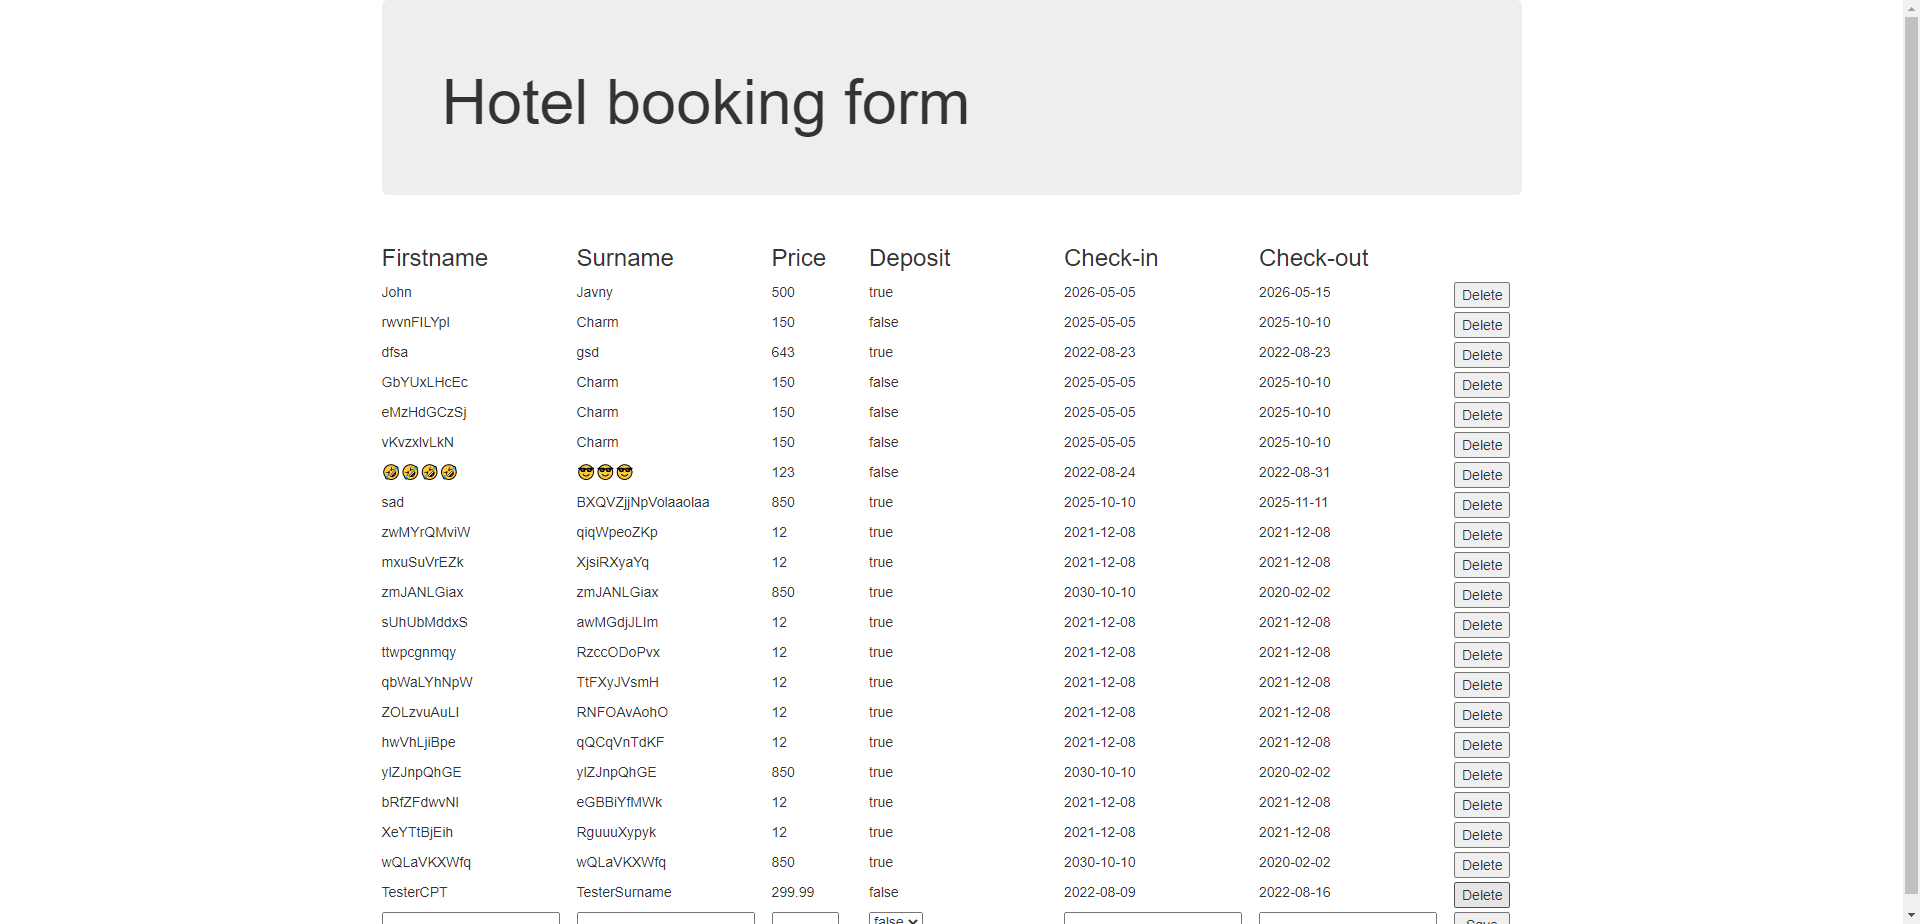 Hotel booking form
Firstname Surname Price Deposit Check-in Check-out
John Javny 500 true 2026-05-05 2026-05-15 Delete
rwvnFILYpl Charm 150 false 2025-05-05 2025-10-10 Delete
dfsa gsd 643 true 2022-08-23 2022-08-23 Delete
GbYUxLHcEc Charm 150 false 2025-05-05 2025-10-10 Delete
eMzHdGCzSj Charm 150 false 2025-05-05 2025-10-10 Delete
vKvzxlvLkN Charm 150 false 2025-05-05 2025-10-10 Delete
🤣🤣🤣🤣 😎😎😎 123 false 2022-08-24 2022-08-31 Delete
sad BXQVZjjNpVolaaolaa 850 true 2025-10-10 2025-11-11 Delete
zwMYrQMviW qiqWpeoZKp 12 true 2021-12-08 2021-12-08 Delete
mxuSuVrEZk XjsiRXyaYq 12 true 2021-12-08 2021-12-08 Delete
zmJANLGiax zmJANLGiax 850 true 2030-10-10 2020-02-02 Delete
sUhUbMddxS awMGdjJLIm 12 true 2021-12-08 2021-12-08 Delete
ttwpcgnmqy RzccODoPvx 12 true 2021-12-08 2021-12-08 Delete
qbWaLYhNpW TtFXyJVsmH 12 true 2021-12-08 2021-12-08 Delete
ZOLzvuAuLI RNFOAvAohO 12 true 2021-12-08 2021-12-08 Delete
hwVhLjiBpe qQCqVnTdKF 12 true 2021-12-08 2021-12-08 Delete
ylZJnpQhGE ylZJnpQhGE 850 true 2030-10-10 2020-02-02 Delete
bRfZFdwvNI eGBBiYfMWk 12 true 2021-12-08 2021-12-08 Delete
XeYTtBjEih RguuuXypyk 12 true 2021-12-08 2021-12-08 Delete
wQLaVKXWfq wQLaVKXWfq 850 true 2030-10-10 2020-02-02 Delete
TesterCPT TesterSurname 299.99 false 2022-08-09 2022-08-16 Delete
false Save